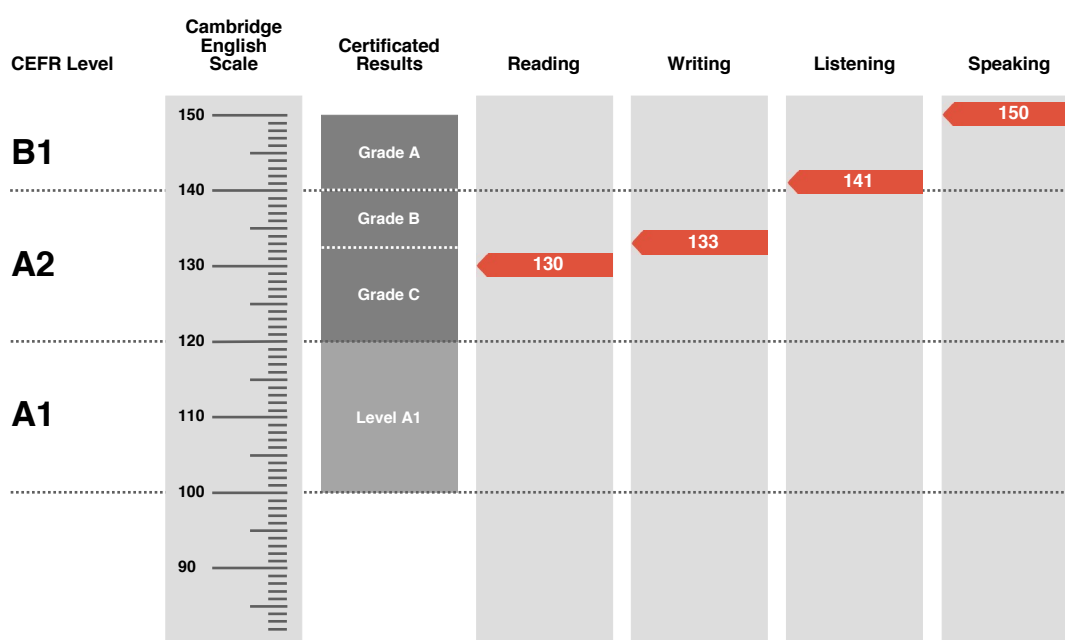 CEFR Level
Cambridge
English
Scale
Certificated
Results
Reading
Writing
Listening
Speaking
150
150
B1
Grade A
141
140
Grade B
133
A2
130
130
Grade C
120
A1
110
Level A1
100
90